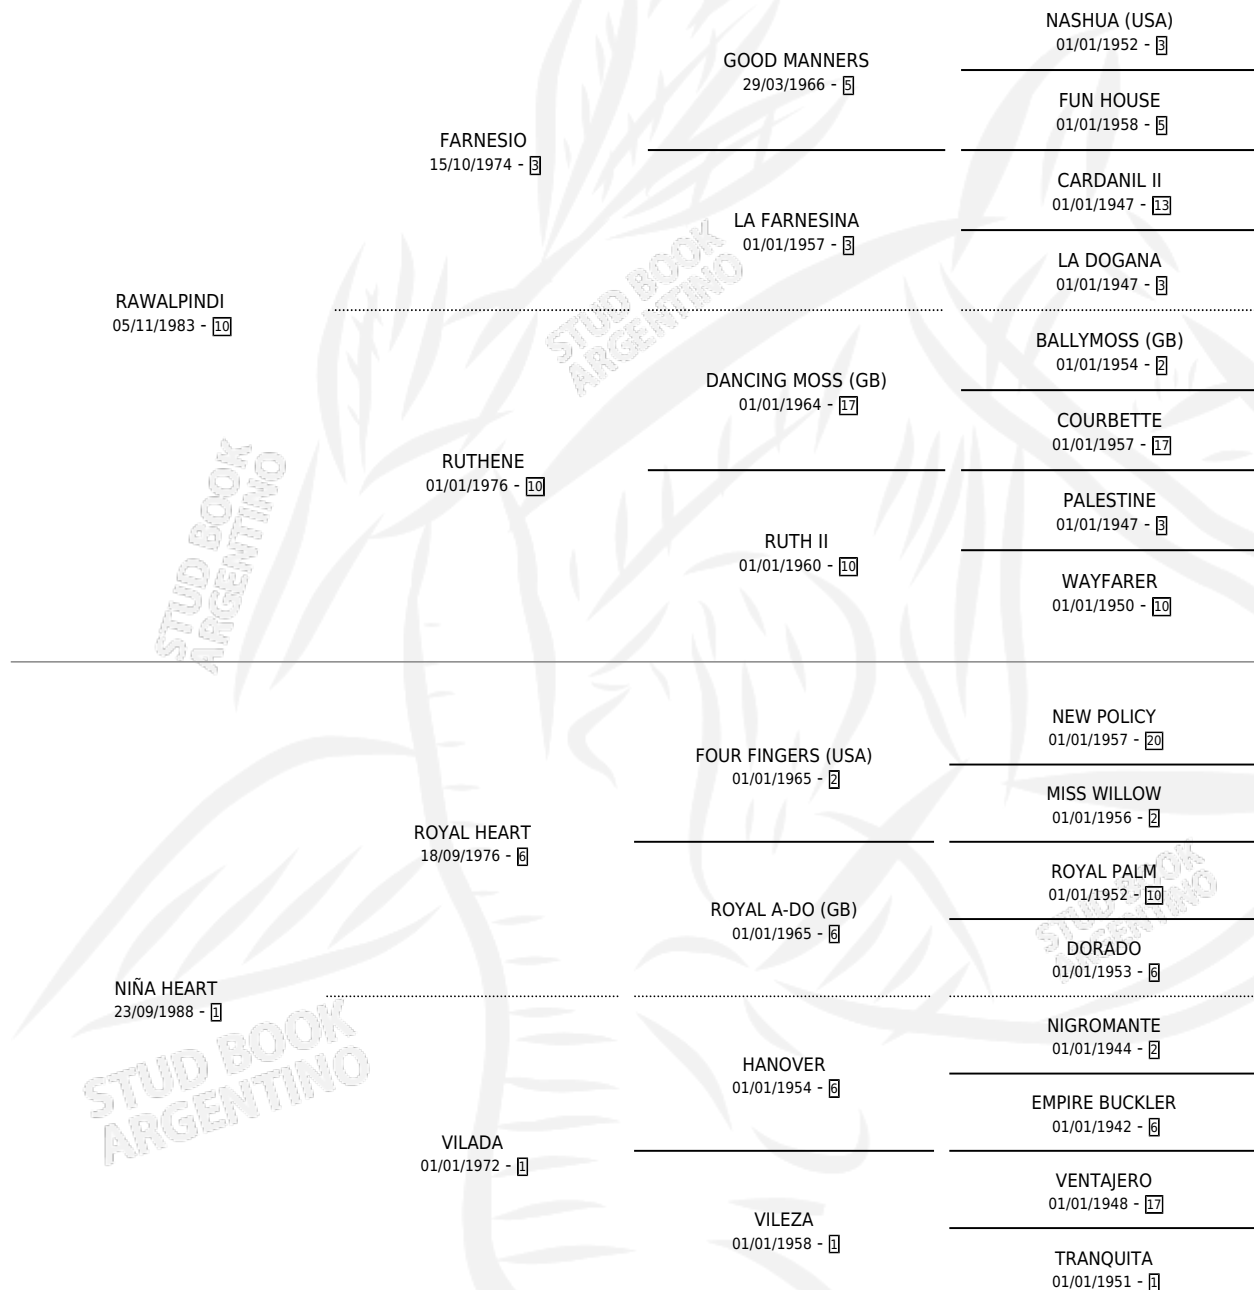 NASHUA (USA)
01/01/1952 - 3
GOOD MANNERS
29/03/1966 - 5
FUN HOUSE
01/01/1958 - 5
FARNESIO
15/10/1974 - 3
CARDANIL II
01/01/1947 - 13
LA FARNESINA
01/01/1957 - 3
LA DOGANA
01/01/1947 - 3
RAWALPINDI
05/11/1983 - 10
STUD BOOK
ARGENTINO
BALLYMOSS (GB)
01/01/1954 - 2
DANCING MOSS (GB)
01/01/1964 - 17
COURBETTE
01/01/1957 - 17
RUTHENE
01/01/1976 - 10
PALESTINE
01/01/1947 - 3
RUTH II
01/01/1960 - 10
WAYFARER
01/01/1950 - 10
STUD BOOK
ARGENTINO
NEW POLICY
01/01/1957 - 20
FOUR FINGERS (USA)
01/01/1965 - 2
MISS WILLOW
01/01/1956 - 2
ROYAL HEART
18/09/1976 - 6
ROYAL PALM
01/01/1952 - 10
ROYAL A-DO (GB)
01/01/1965 - 6
DORADO
01/01/1953 - 6
STUD BOOK
ARGENTINO
NIÑA HEART
23/09/1988 - 1
NIGROMANTE
01/01/1944 - 2
HANOVER
01/01/1954 - 6
EMPIRE BUCKLER
01/01/1942 - 6
STUD BOOK
ARGENTINO
VILADA
01/01/1972 - 1
VENTAJERO
01/01/1948 - 17
VILEZA
01/01/1958 - 1
TRANQUITA
01/01/1951 - 1